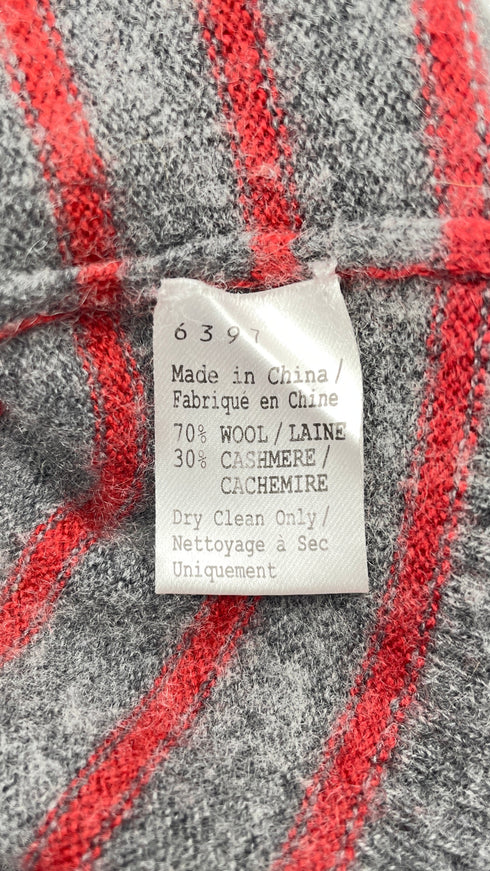 6397
Made in China /
Fabriqué en Chine
70% WOOL / LAINE
30% CASHMERE /
CACHEMIRE
Dry Clean Only /
Nettoyage à Sec
Uniquement